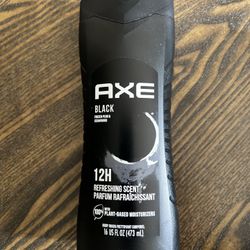 AXE
BLACK
FROZEN PEAR &
CEDARWOOD
12H
REFRESHING SCENT
PARFUM RAFRAÎCHISSANT
100% WITH
PLANT-BASED MOISTURIZERS
BODY WASH | NETTOYANT CORPOREL
16 US FL OZ (473 mL)